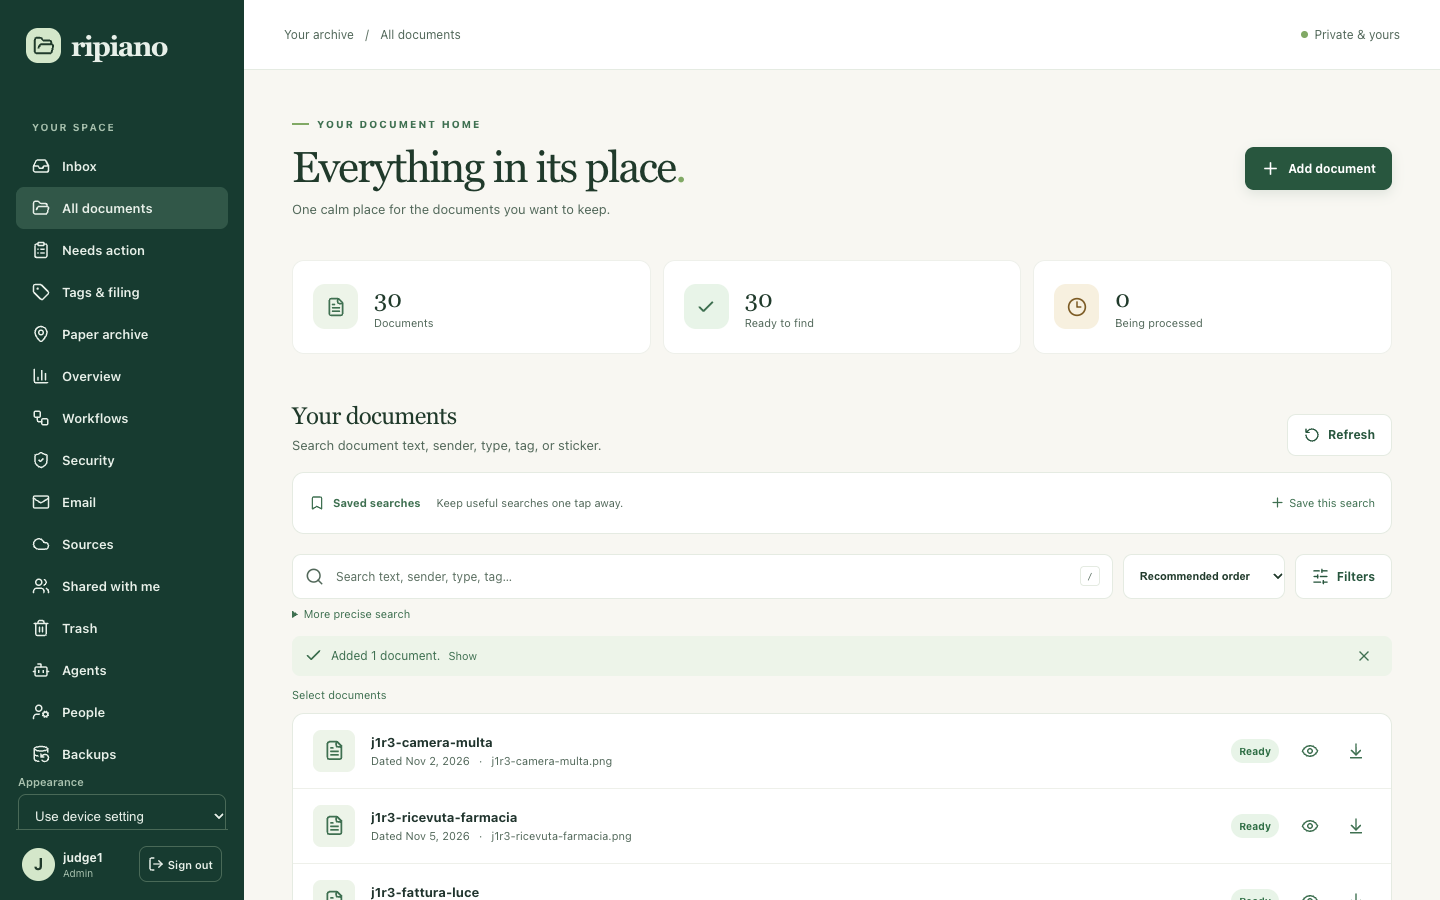 ripiano
Your archive / All documents
Private & yours
YOUR SPACE
Inbox
All documents
Needs action
Tags & filing
Paper archive
Overview
Workflows
Security
Email
Sources
Shared with me
Trash
Agents
People
Backups
Appearance
Use device setting
J
judge1
Admin
Sign out
YOUR DOCUMENT HOME
Everything in its place.
One calm place for the documents you want to keep.
Add document
30
Documents
30
Ready to find
0
Being processed
Your documents
Search document text, sender, type, tag, or sticker.
Refresh
Saved searches Keep useful searches one tap away.
Save this search
Search text, sender, type, tag...
/
Recommended order
Filters
More precise search
Added 1 document. Show
Select documents
j1r3-camera-multa
Dated Nov 2, 2026 · j1r3-camera-multa.png
Ready
j1r3-ricevuta-farmacia
Dated Nov 5, 2026 · j1r3-ricevuta-farmacia.png
Ready
j1r3-fattura-luce
Ready